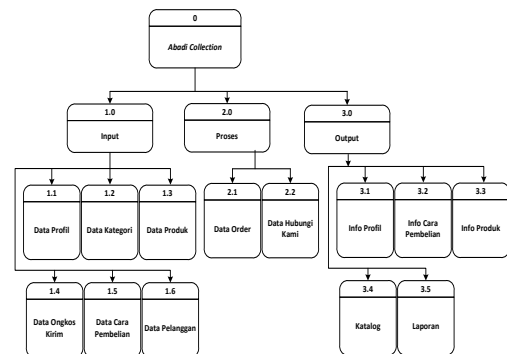 0
Abadi Collection
1.0
Input
2.0
Proses
3.0
Output
1.1
Data Profil
1.2
Data Kategori
1.3
Data Produk
2.1
Data Order
2.2
Data Hubungi
Kami
3.1
Info Profil
3.2
Info Cara
Pembelian
3.3
Info Produk
1.4
Data Ongkos
Kirim
1.5
Data Cara
Pembelian
1.6
Data Pelanggan
3.4
Katalog
3.5
Laporan